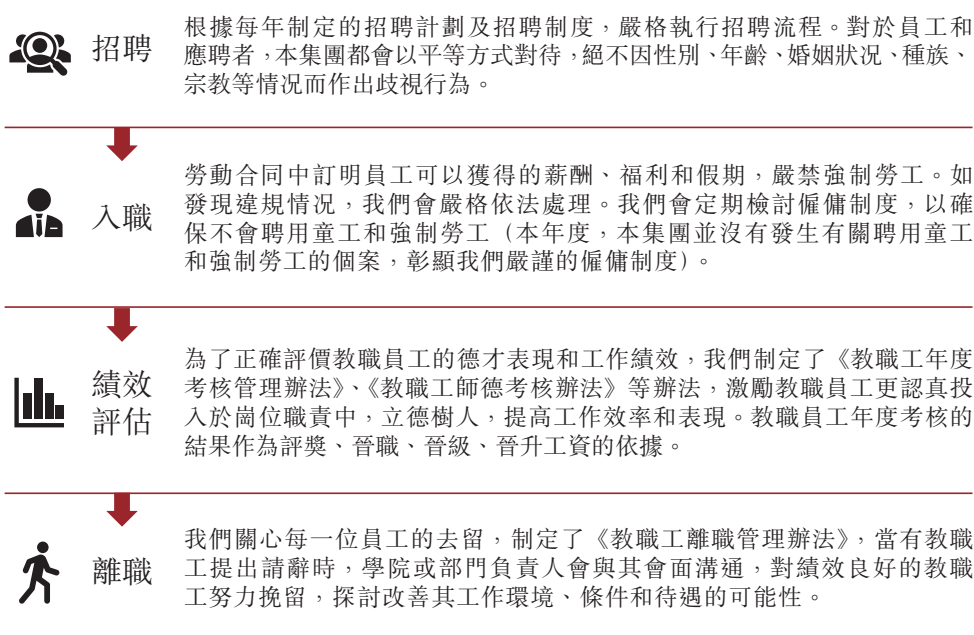 招聘
根據每年制定的招聘計劃及招聘制度，嚴格執行招聘流程。對於員工和
應聘者，本集團都會以平等方式對待，絕不因性別、年齡、婚姻狀况、種族、
宗教等情况而作出歧視行為。
入職
勞動合同中訂明員工可以獲得的薪酬、福利和假期，嚴禁強制勞工。如
發現違規情況，我們會嚴格依法處理。我們會定期檢討僱傭制度，以確
保不會聘用童工和強制勞工（本年度，本集團並沒有發生有關聘用童工
和強制勞工的個案，彰顯我們嚴謹的僱傭制度）。
績效
評估
為了正確評價教職員工的德才表現和工作績效，我們制定了《教職工年度
考核管理辦法》、《教職工師德考核辦法》等辦法，激勵教職員工更認真投
入於崗位職責中，立德樹人，提高工作效率和表現。教職員工年度考核的
結果作為評獎、晉職、晉級、晉升工資的依據。
離職
我們關心每一位員工的去留，制定了《教職工離職管理辦法》，當有教職
工提出請辭時，學院或部門負責人會與其會面溝通，對績效良好的教職
工努力挽留，探討改善其工作環境、條件和待遇的可能性。